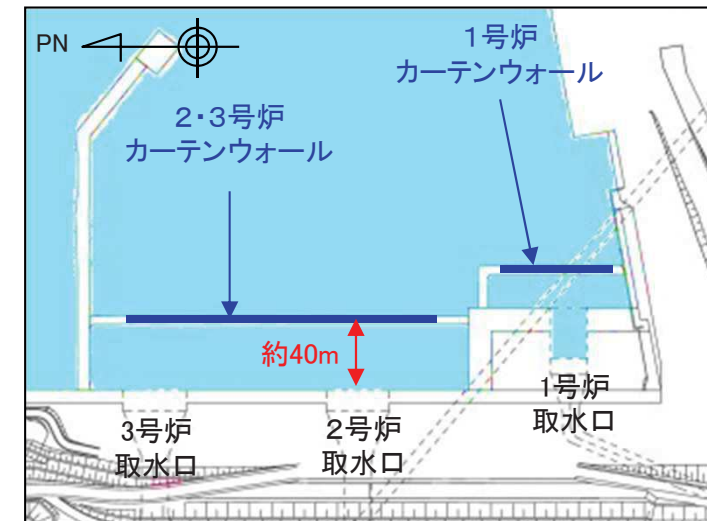 PN
1号炉
カーテンウォール
2・3号炉
カーテンウォール
約40m
3号炉
取水口
2号炉
取水口
1号炉
取水口